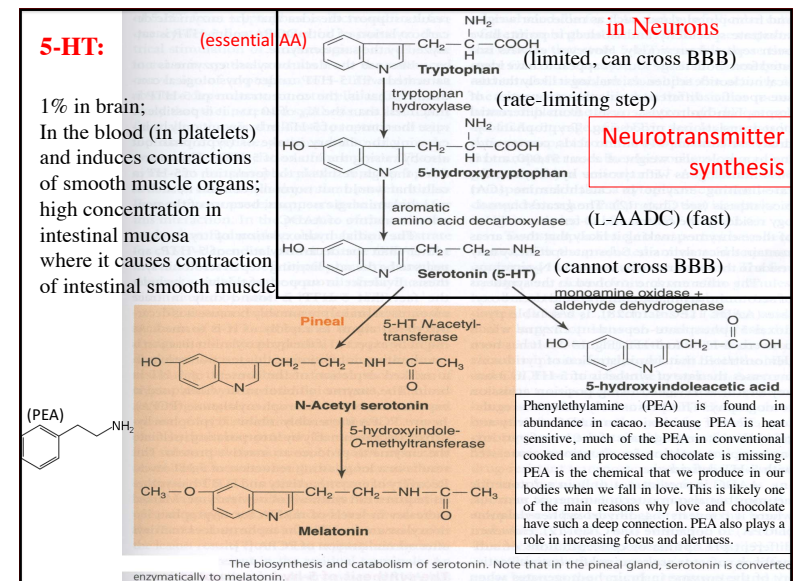 5-HT:
(essential AA)
in Neurons
1% in brain;
In the blood (in platelets)
and induces contractions
of smooth muscle organs;
high concentration in
intestinal mucosa
where it causes contraction
of intestinal smooth muscle
NH₂
CH₂—C—COOH
H
N
Tryptophan
(limited, can cross BBB)
tryptophan
hydroxylase
(rate-limiting step)
NH₂
HO
CH₂—C—COOH
H
N
5-hydroxytryptophan
Neurotransmitter
synthesis
aromatic
amino acid decarboxylase
(L-AADC) (fast)
HO
CH₂—CH₂—NH₂
N
Serotonin (5-HT)
(cannot cross BBB)
monoamine oxidase +
aldehyde dehydrogenase
Pineal
5-HT N-acetyl-
transferase
HO
CH₂—CH₂—NH—C—CH₃
O
N
N-Acetyl serotonin
O
HO
CH₂—C—OH
N
5-hydroxyindoleacetic acid
5-hydroxyindole-
O-methyltransferase
(PEA)
NH₂
CH₃—O
CH₂—CH₂—NH—C—CH₃
O
N
Melatonin
Phenylethylamine (PEA) is found in
abundance in cacao. Because PEA is heat
sensitive, much of the PEA in conventional
cooked and processed chocolate is missing.
PEA is the chemical that we produce in our
bodies when we fall in love. This is likely one
of the main reasons why love and chocolate
have such a deep connection. PEA also plays a
role in increasing focus and alertness.
The biosynthesis and catabolism of serotonin. Note that in the pineal gland, serotonin is converted
enzymatically to melatonin.